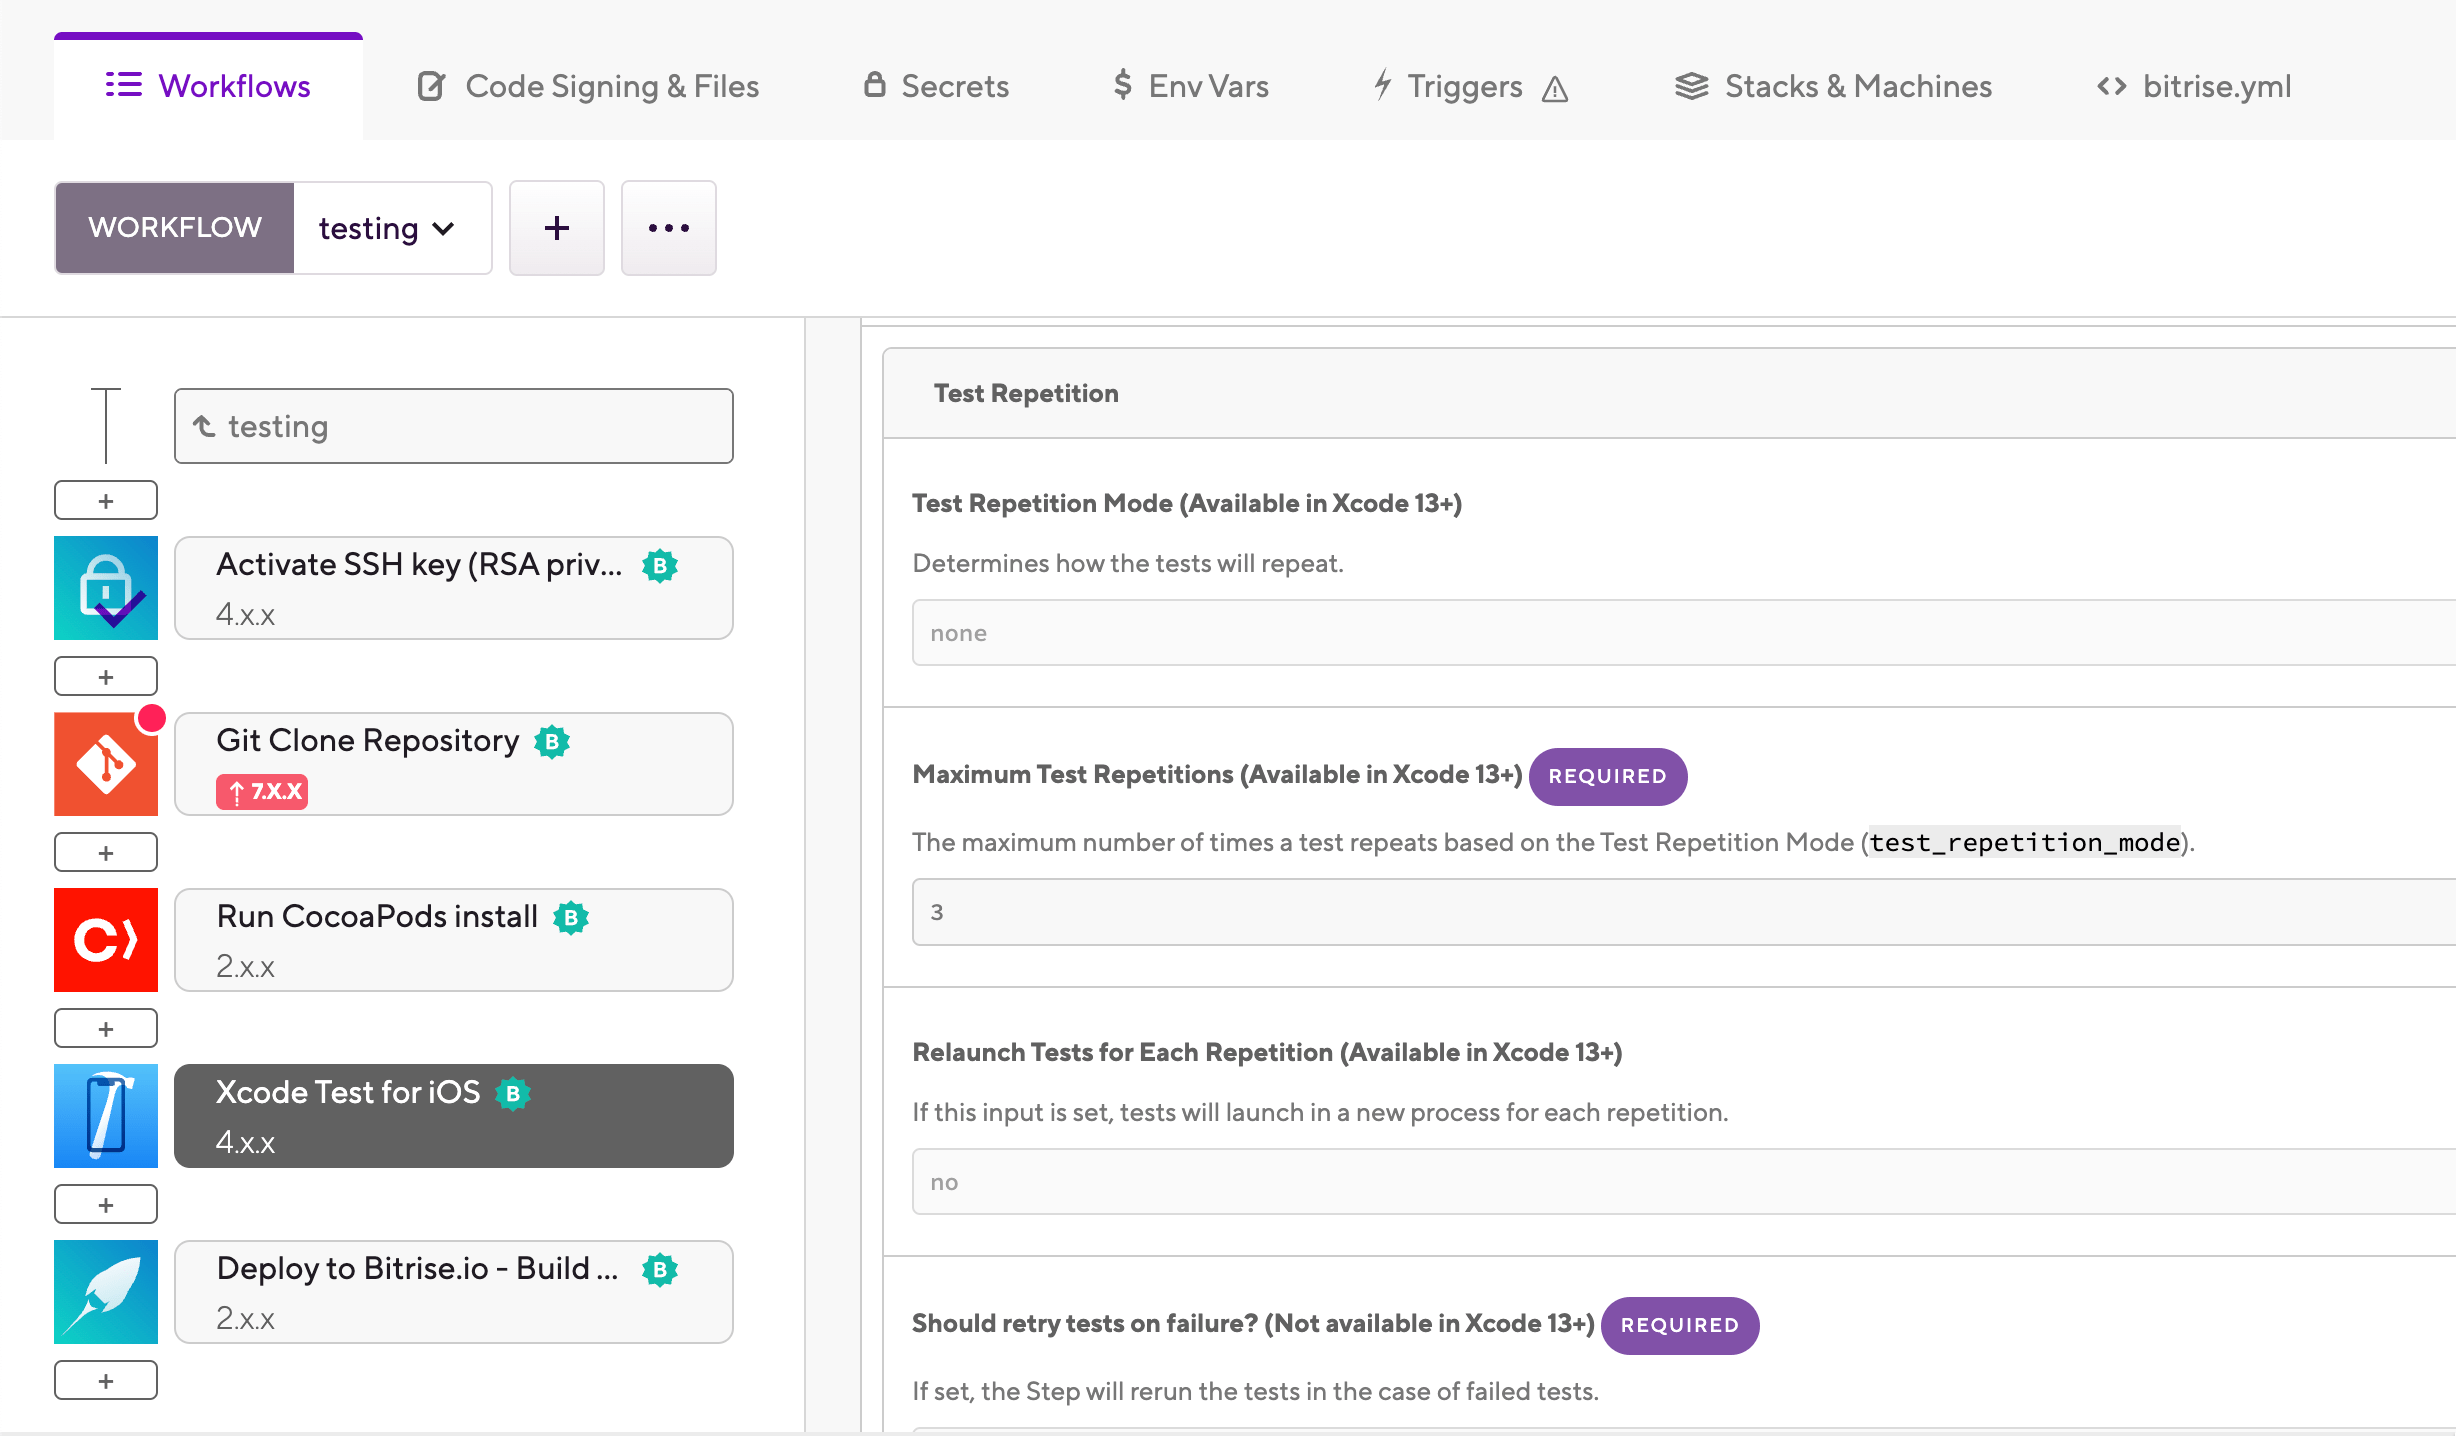 Workflows
Code Signing & Files
Secrets
$ Env Vars
Triggers
Stacks & Machines
<> bitrise.yml
WORKFLOW
testing
+
...
testing
+
Activate SSH key (RSA priv... B
4.x.x
+
Git Clone Repository B
↑ 7.X.X
+
Run CocoaPods install B
2.x.x
+
Xcode Test for iOS B
4.x.x
+
Deploy to Bitrise.io - Build ... B
2.x.x
+
Test Repetition
Test Repetition Mode (Available in Xcode 13+)
Determines how the tests will repeat.
none
Maximum Test Repetitions (Available in Xcode 13+) REQUIRED
The maximum number of times a test repeats based on the Test Repetition Mode (test_repetition_mode).
3
Relaunch Tests for Each Repetition (Available in Xcode 13+)
If this input is set, tests will launch in a new process for each repetition.
no
Should retry tests on failure? (Not available in Xcode 13+) REQUIRED
If set, the Step will rerun the tests in the case of failed tests.